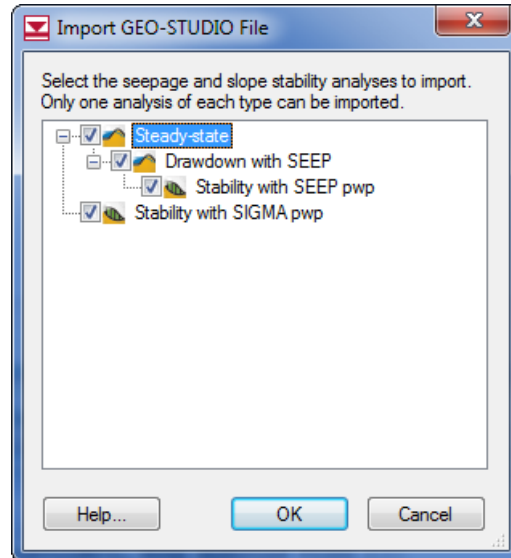 Import GEO-STUDIO File
Select the seepage and slope stability analyses to import.
Only one analysis of each type can be imported.
Steady-state
Drawdown with SEEP
Stability with SEEP pwp
Stability with SIGMA pwp
Help... OK Cancel